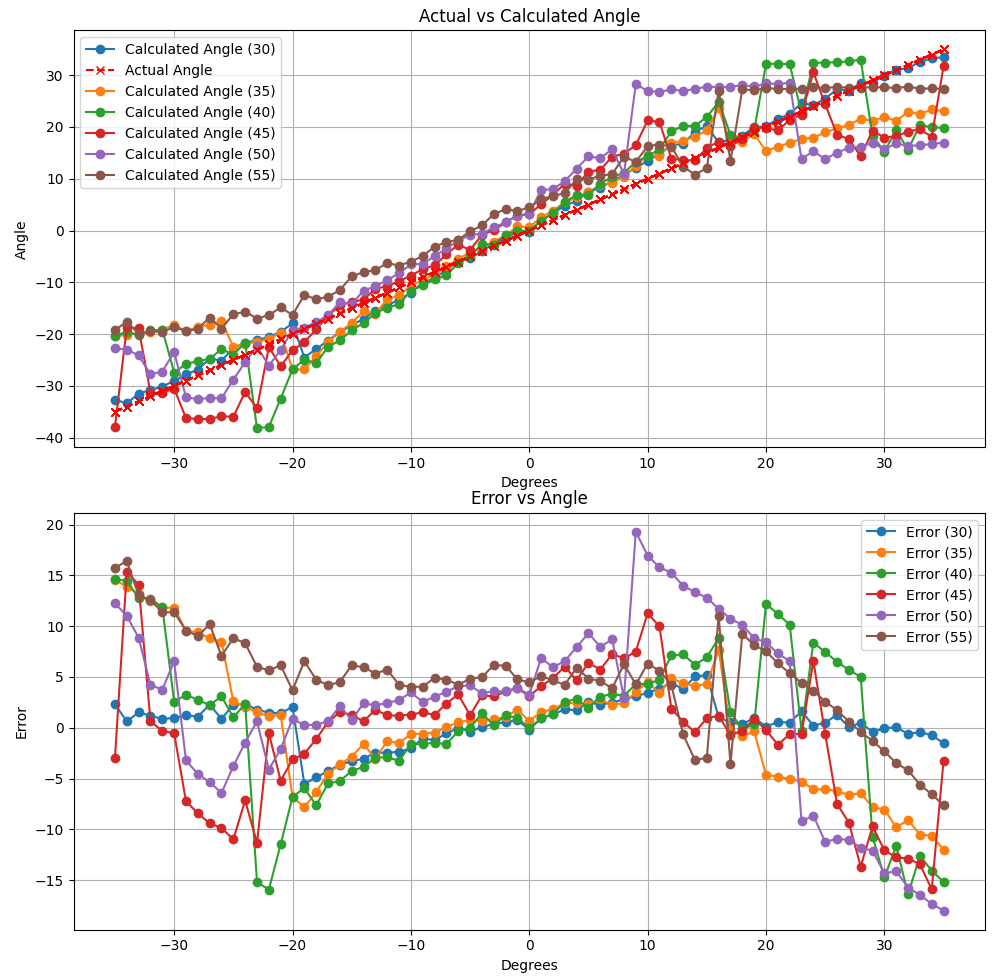 Actual vs Calculated Angle
Calculated Angle (30)
Actual Angle
Calculated Angle (35)
Calculated Angle (40)
Calculated Angle (45)
Calculated Angle (50)
Calculated Angle (55)
30
20
10
0
−10
−20
−30
−40
Angle
−30 −20 −10 0 10 20 30
Degrees
Error vs Angle
Error (30)
Error (35)
Error (40)
Error (45)
Error (50)
Error (55)
20
15
10
5
0
−5
−10
−15
Error
−30 −20 −10 0 10 20 30
Degrees